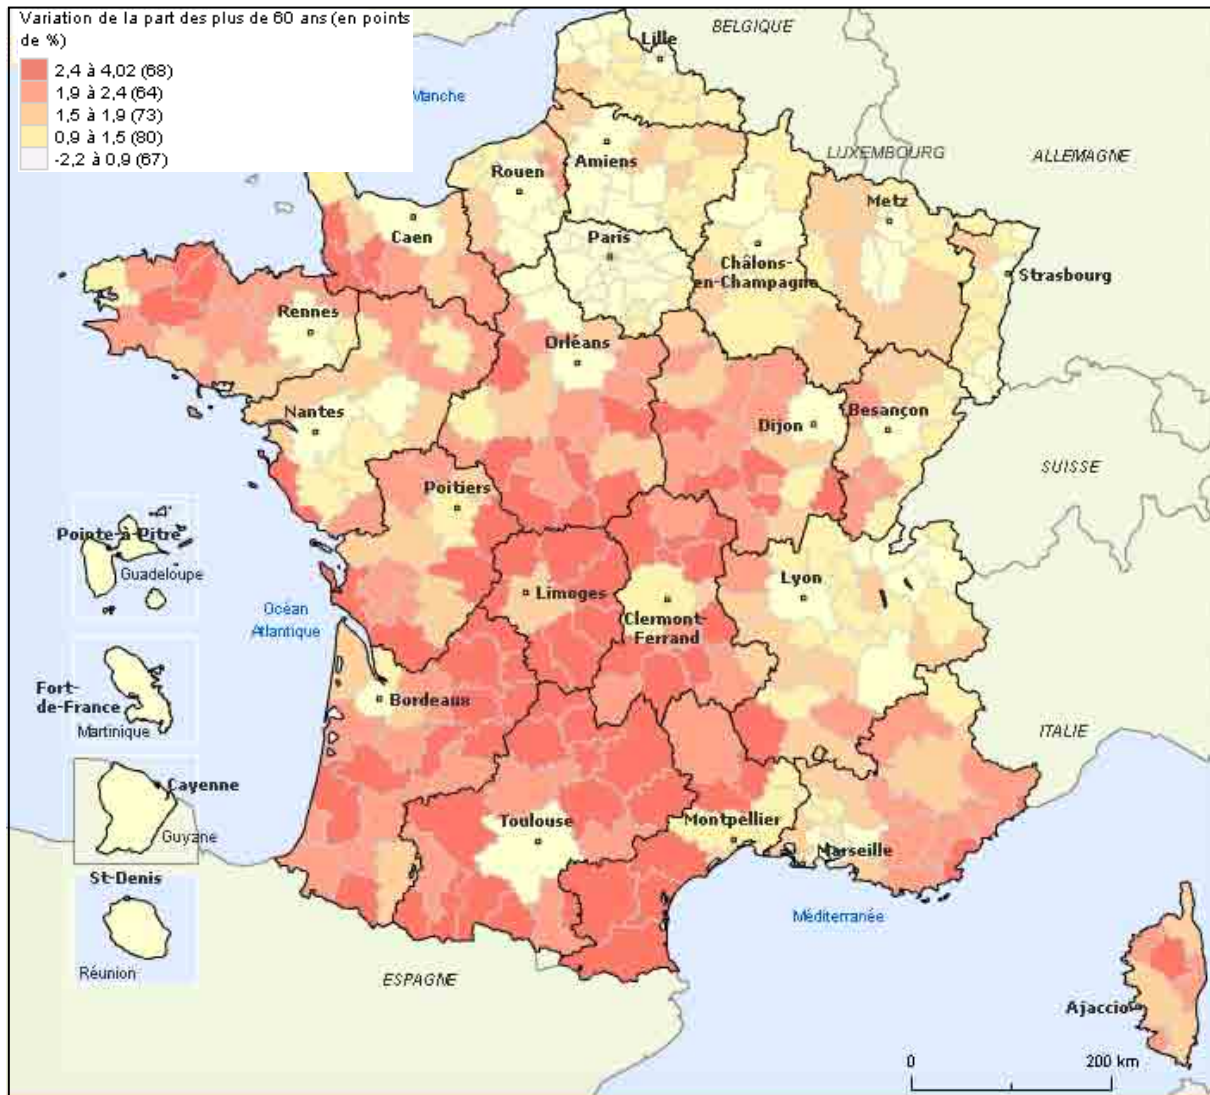 Variation de la part des plus de 60 ans (en points
de %)
2,4 à 4,02 (68)
1,9 à 2,4 (64)
1,5 à 1,9 (73)
0,9 à 1,5 (80)
-2,2 à 0,9 (67)
BELGIQUE
Lille
Manche
LUXEMBOURG
ALLEMAGNE
Amiens
Rouen
Metz
Caen
Paris
Châlons-
en-Champagne
Strasbourg
Rennes
Orléans
Nantes
Dijon
Besançon
SUISSE
Poitiers
Pointe-à-Pitre
Guadeloupe
Océan
Atlantique
Limoges
Lyon
Clermont-
Ferrand
Fort-
de-France
Martinique
Bordeaux
ITALIE
Cayenne
Guyane
Toulouse
Montpellier
Marseille
St-Denis
Méditerranée
Réunion
ESPAGNE
Ajaccio
0 200 km